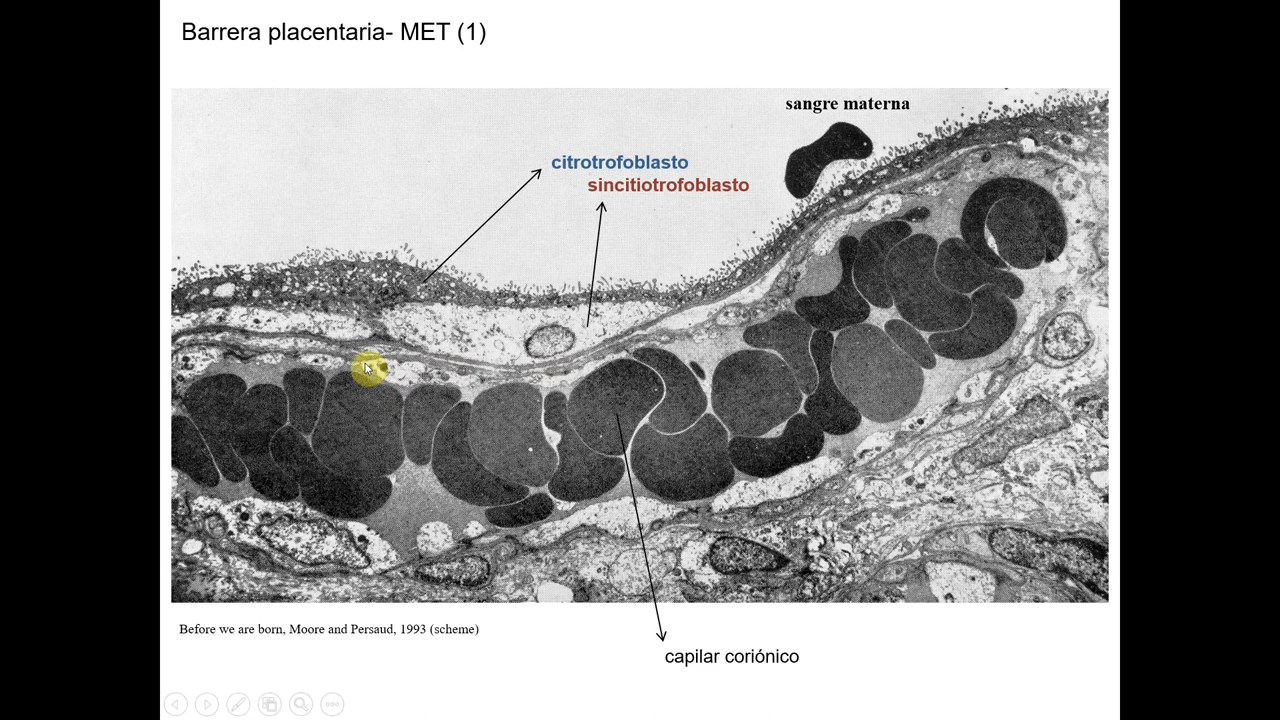 Barrera placentaria- MET (1)
sangre materna
citrotrofoblasto
sincitiotrofoblasto
Before we are born, Moore and Persaud, 1993 (scheme)
capilar coriónico